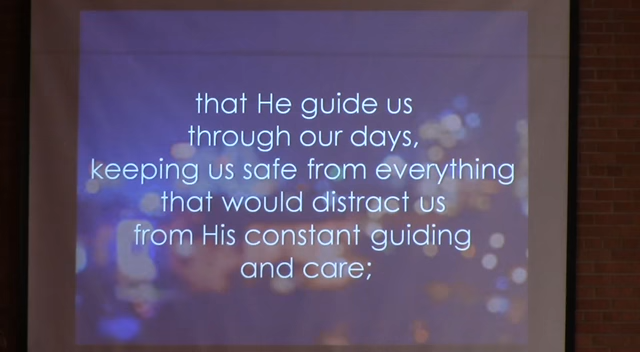 that He guide us
through our days,
keeping us safe from everything
that would distract us
from His constant guiding
and care;